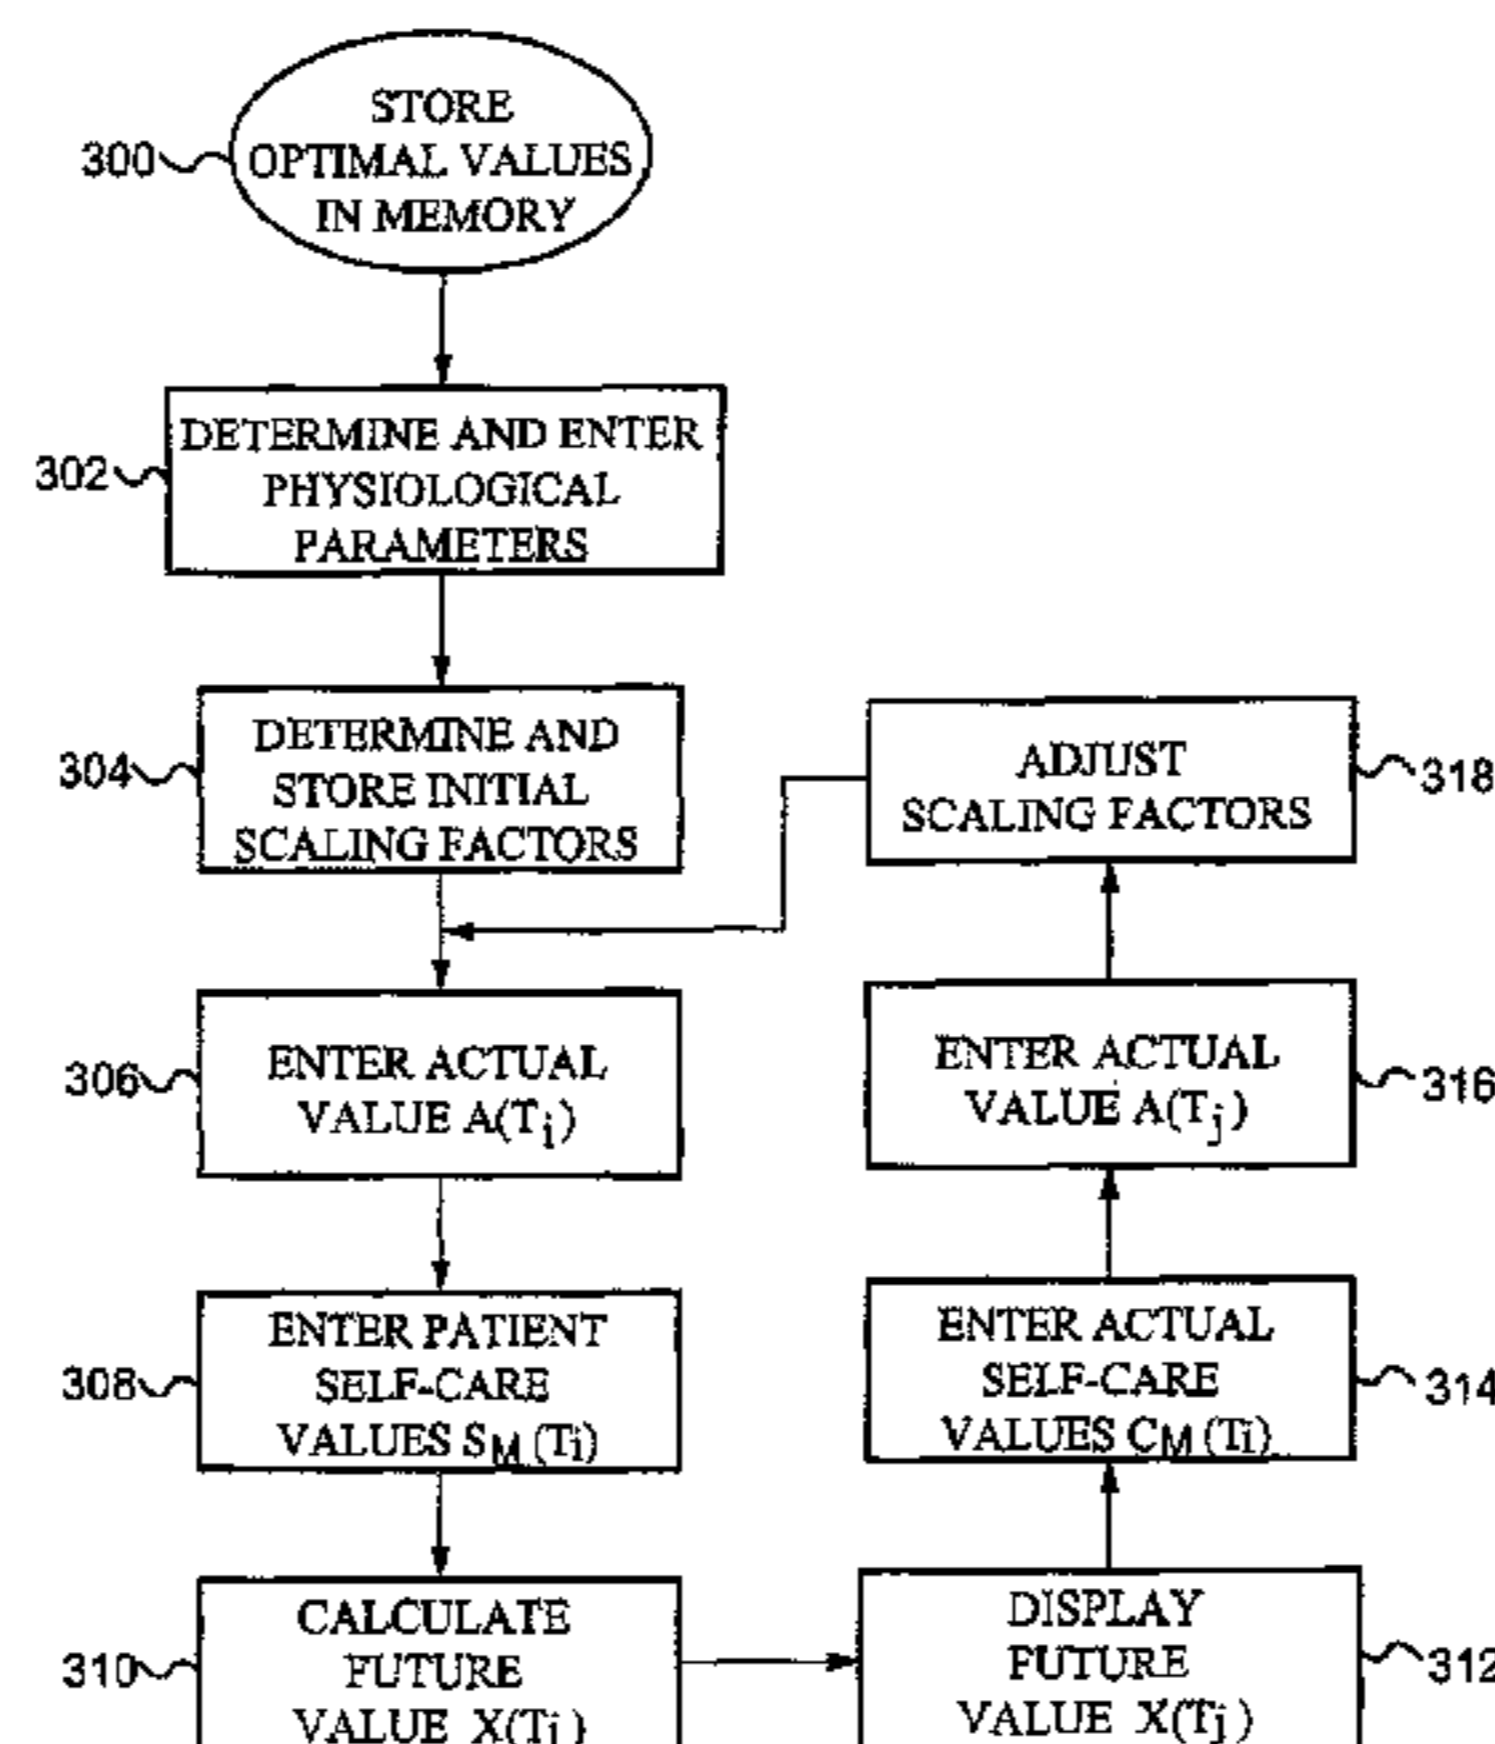 STORE
300
OPTIMAL VALUES
IN MEMORY
DETERMINE AND ENTER
302
PHYSIOLOGICAL
PARAMETERS
DETERMINE AND
304
STORE INITIAL
SCALING FACTORS
ENTER ACTUAL
306
VALUE A(Ti)
ENTER PATIENT
308
SELF-CARE
VALUES SM (Ti)
CALCULATE
310
FUTURE
VALUE X(Tj)
DISPLAY
FUTURE
312
VALUE X(Tj)
ENTER ACTUAL
SELF-CARE
314
VALUES CM (Ti)
ENTER ACTUAL
316
VALUE A(Tj)
ADJUST
318
SCALING FACTORS